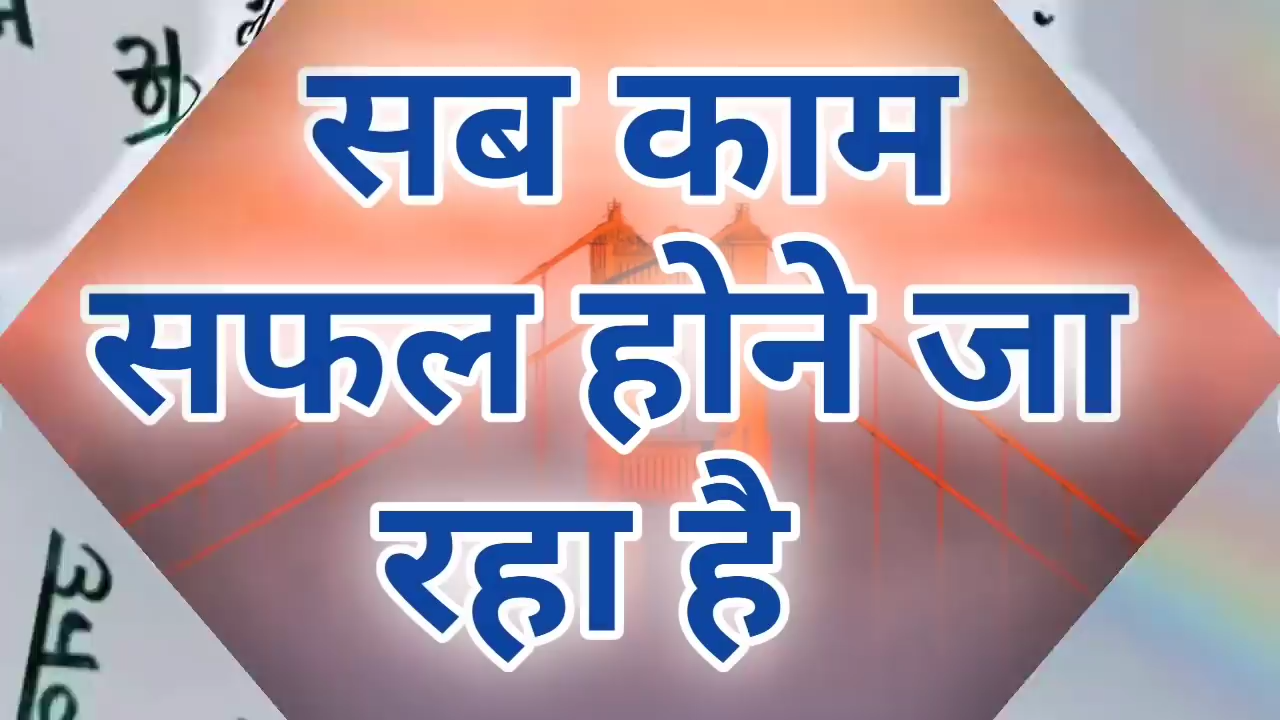 सब काम
सफल होने जा
रहा है